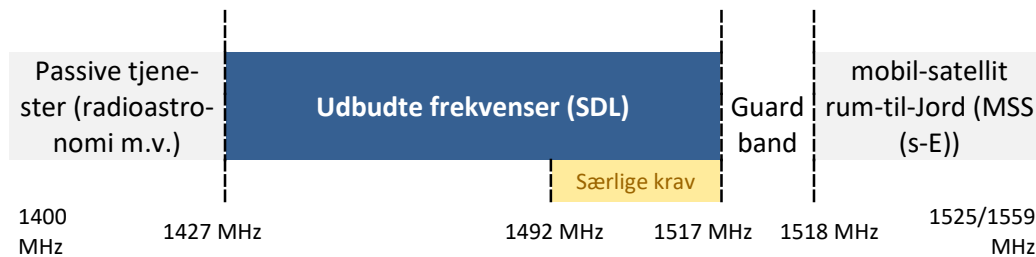 Passive tjene-
ster (radioastro-
nomi m.v.)
Udbudte frekvenser (SDL)
Guard
band
mobil-satellit
rum-til-Jord (MSS
(s-E))
Særlige krav
1400
MHz
1427 MHz
1492 MHz
1517 MHz
1518 MHz
1525/1559
MHz